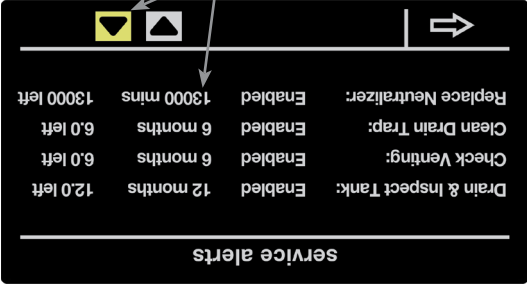 service alerts
Drain & Inspect Tank: Enabled 12 months 12.0 left
Check Venting: Enabled 6 months 6.0 left
Clean Drain Trap: Enabled 6 months 6.0 left
Replace Neutralizer: Enabled 13000 mins 13000 left